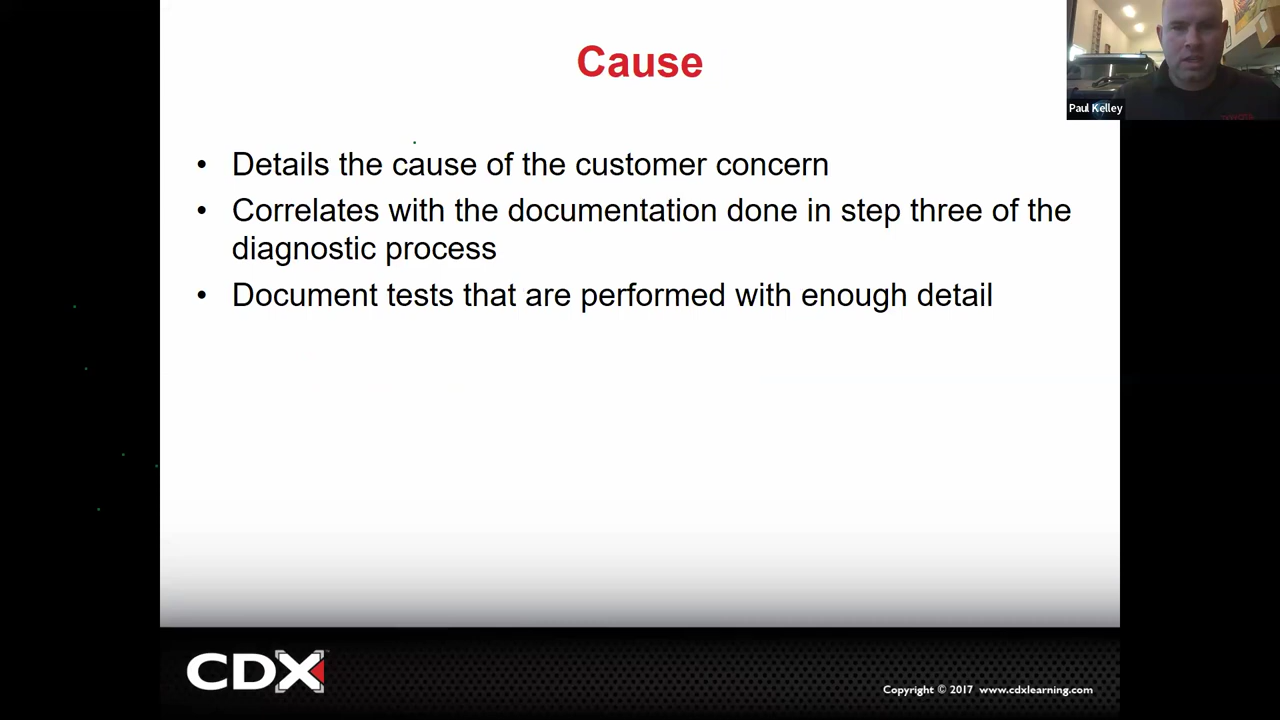 Cause
Paul Kelley
• Details the cause of the customer concern
• Correlates with the documentation done in step three of the
diagnostic process
• Document tests that are performed with enough detail
CDX
Copyright © 2017 www.cdxlearning.com